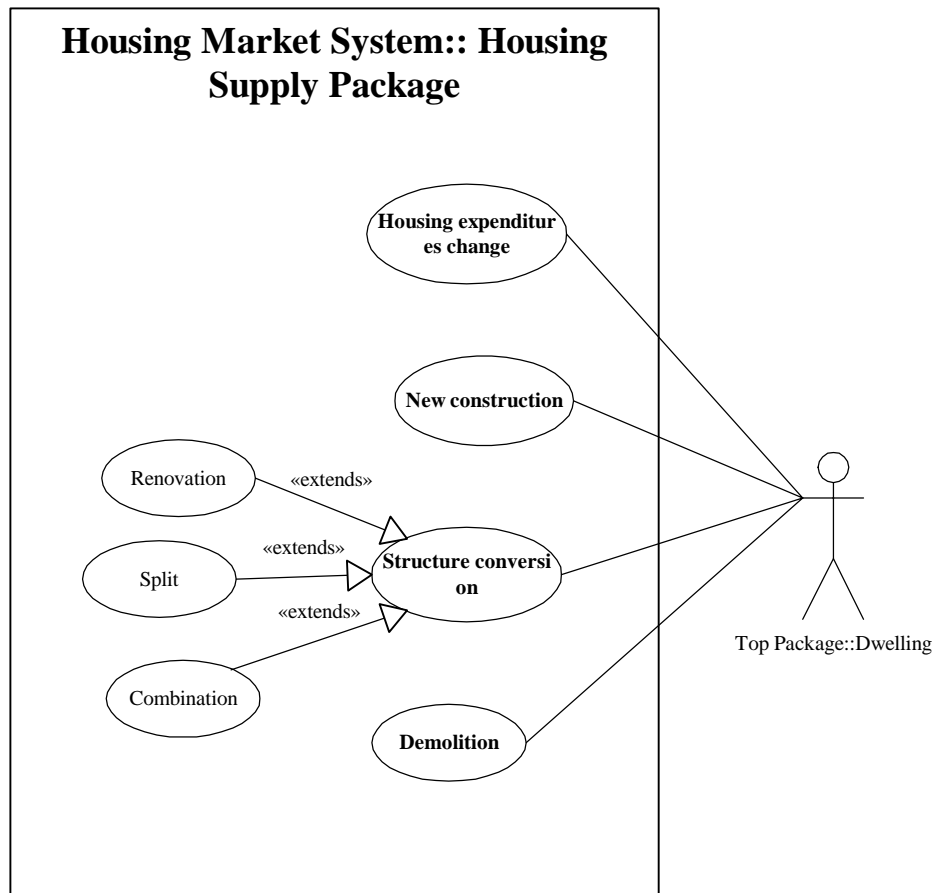 Housing Market System:: Housing
Supply Package
Housing expenditur
es change
New construction
Renovation
«extends»
«extends»
Split
Structure conversi
on
«extends»
Combination
Demolition
Top Package::Dwelling